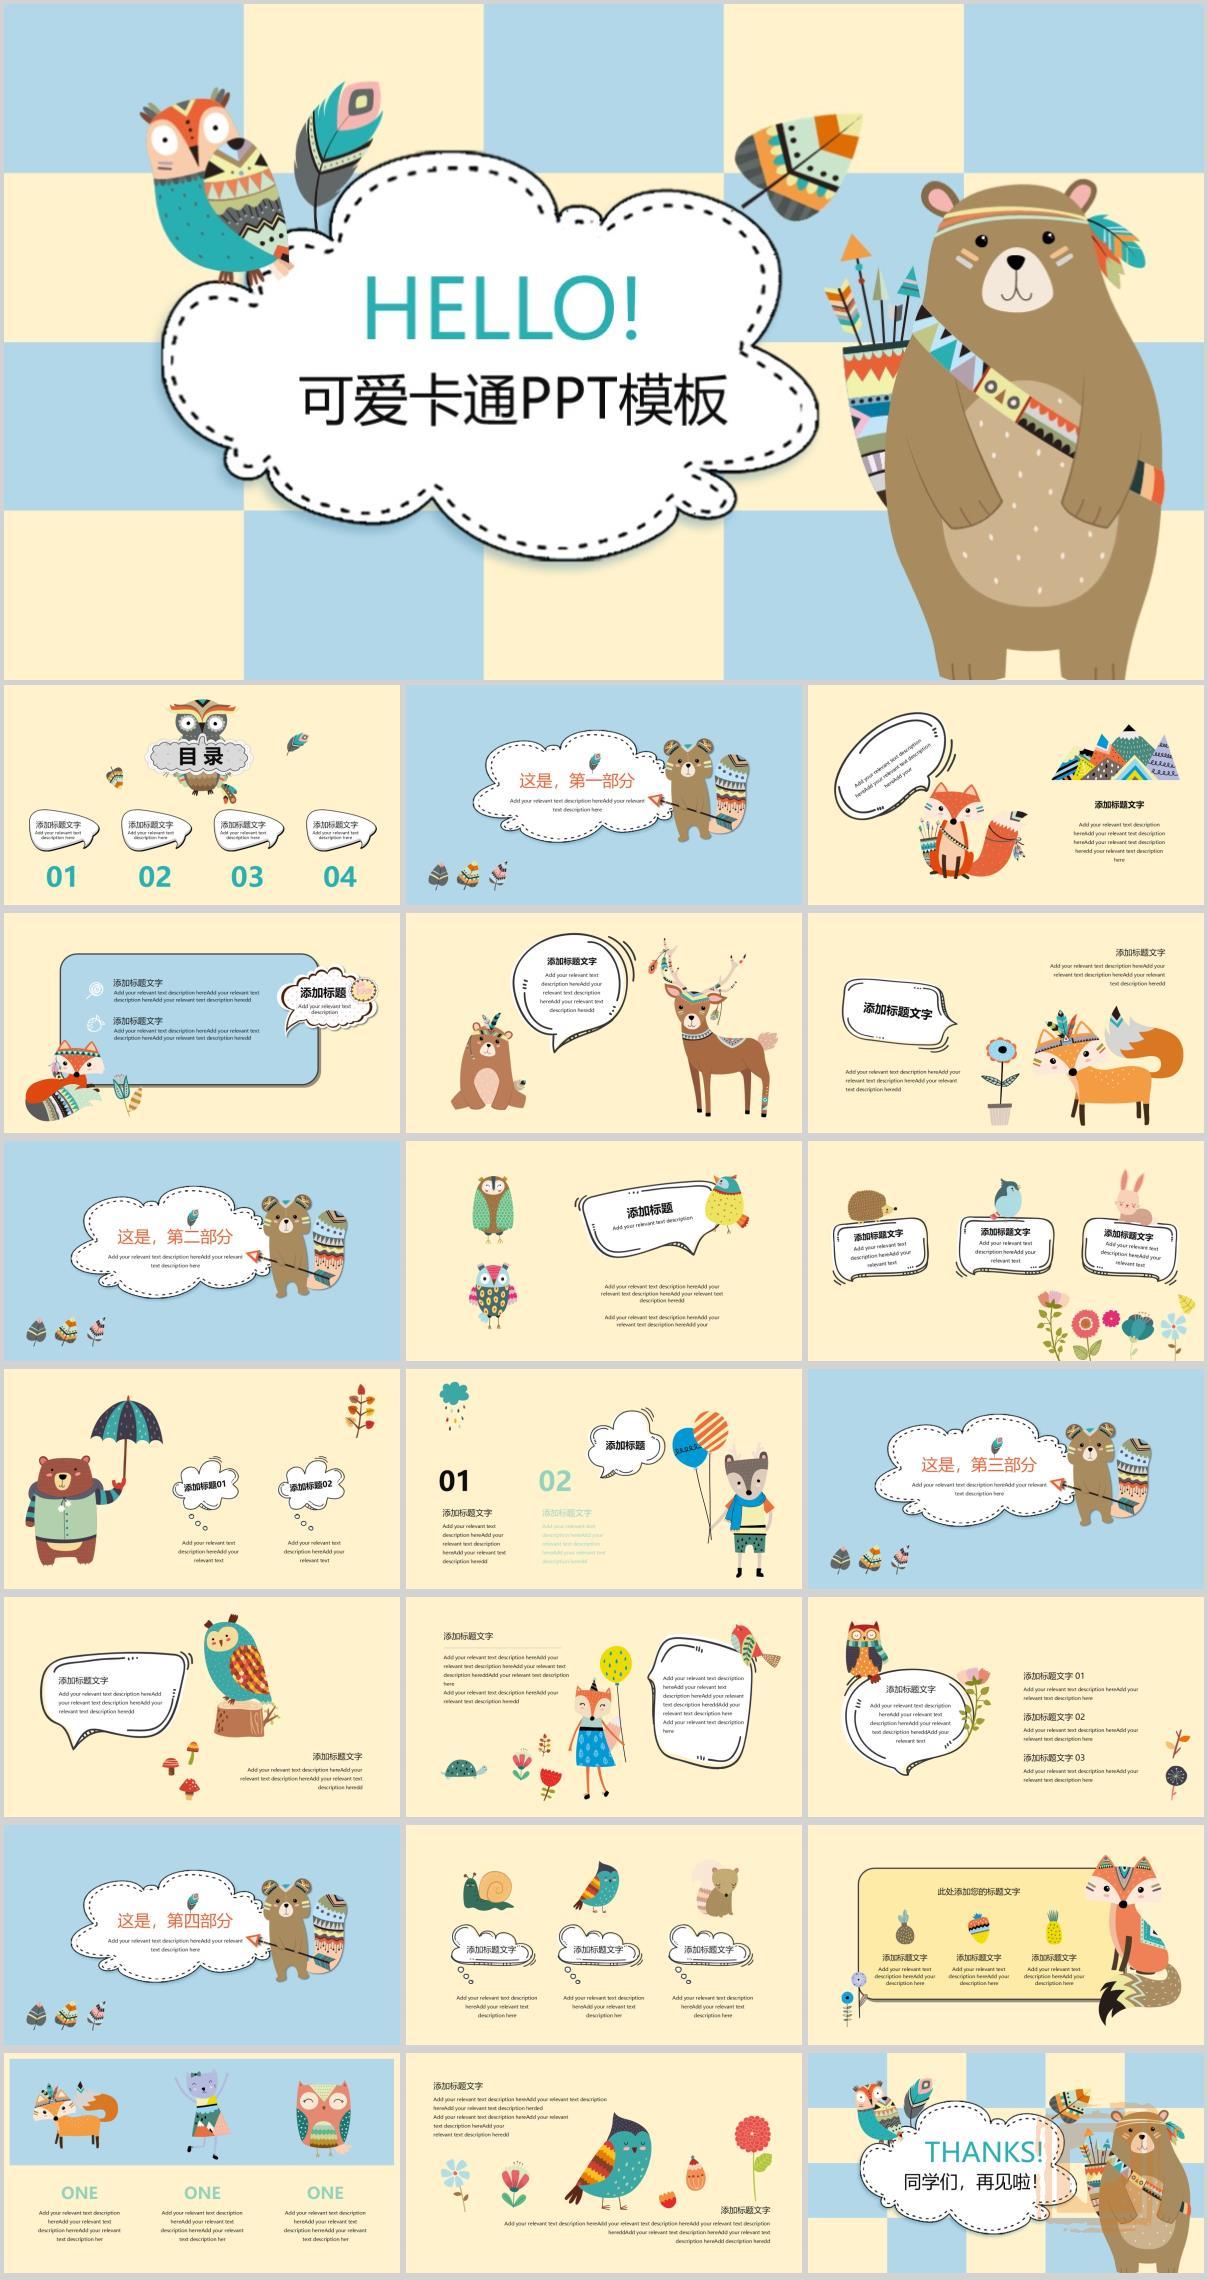 HELLO!
可爱卡通PPT模板
目 录
添加标题文字
Add your relevant text
description here
添加标题文字
Add your relevant text
description here
添加标题文字
Add your relevant text
description here
添加标题文字
Add your relevant text
description here
01
02
03
04
这是，第一部分
Add your relevant text description hereAdd your relevant
text description here
Add your relevant text description
hereAdd your relevant text description
hereAdd your
添加标题文字
Add your relevant text description
hereAdd your relevant text
description hereAdd your
relevant text description
heredd your relevant text
here
添加标题文字
Add your relevant text description hereAdd your relevant text
description hereAdd your relevant text description heredd
添加标题文字
Add your relevant text description hereAdd your relevant text
description hereAdd your relevant text description heredd
添加标题
Add your relevant text
description
添加标题文字
Add your relevant text
description hereAdd your
relevant text description
hereAdd your relevant text
description heredd
添加标题文字
Add your relevant text description hereAdd your relevant
text description hereAdd your relevant text
description heredd
添加标题文字
Add your relevant text description hereAdd your
relevant text description hereAdd your relevant
text description heredd
这是，第二部分
Add your relevant text description hereAdd your relevant
text description here
添加标题
Add your relevant text description
Add your relevant text description hereAdd your
relevant text description hereAdd your relevant text
description heredd
Add your relevant text description hereAdd your
relevant text description hereAdd your
添加标题文字
Add your relevant text
description hereAdd your
relevant text
添加标题文字
Add your relevant text
description hereAdd your
relevant text
添加标题文字
Add your relevant text
description hereAdd your
relevant text
添加标题01
添加标题02
Add your relevant text
description hereAdd your
relevant text
Add your relevant text
description hereAdd your
relevant text
添加标题
01
02
添加标题文字
Add your relevant text
description hereAdd your
relevant text description
hereAdd your relevant text
description heredd
添加标题文字
Add your relevant text
description hereAdd your
relevant text description
hereAdd your relevant text
description heredd
这是，第三部分
Add your relevant text description hereAdd your relevant
text description here
添加标题文字
Add your relevant text description hereAdd
your relevant text description hereAdd your
relevant text description heredd
添加标题文字
Add your relevant text description hereAdd your
relevant text description hereAdd your relevant text
description heredd
添加标题文字
Add your relevant text description hereAdd your
relevant text description hereAdd your relevant text
description hereddAdd your relevant text description
here
Add your relevant text description hereAdd your
relevant text description heredd
Add your relevant text description
hereAdd your relevant text
description hereAdd your relevant
text description hereddAdd your
relevant text description here
Add your relevant text description
here
添加标题文字
Add your relevant text description
hereAdd your relevant text
description hereAdd your relevant
text description hereddAdd your
relevant text
添加标题文字 01
Add your relevant text description hereAdd your
relevant text description here
添加标题文字 02
Add your relevant text description hereAdd your
relevant text description here
添加标题文字 03
Add your relevant text description hereAdd your
relevant text description here
这是，第四部分
Add your relevant text description hereAdd your relevant
text description here
添加标题文字
添加标题文字
添加标题文字
Add your relevant text description
hereAdd your relevant text
description here
Add your relevant text description
hereAdd your relevant text
description her
Add your relevant text description
hereAdd your relevant text
description here
此处添加您的标题文字
添加标题文字
Add your relevant text
description hereAdd your
description here
添加标题文字
Add your relevant text
description hereAdd your
description here
添加标题文字
Add your relevant text
description hereAdd your
description here
ONE
Add your relevant text description
hereAdd your relevant text
description hereAdd your relevant
text description her
ONE
Add your relevant text description
hereAdd your relevant text
description hereAdd your relevant
text description her
ONE
Add your relevant text description
hereAdd your relevant text
description hereAdd your relevant
text description her
添加标题文字
Add your relevant text description hereAdd your relevant text description
hereAdd your relevant text description herded
Add your relevant text description hereAdd your relevant
text description hereAdd your
relevant text description heredd
添加标题文字
Add your relevant text description hereAdd your relevant text description hereAdd your relevant text description
hereddAdd your relevant text description hereAdd your relevant text
description hereAdd description heredd
THANKS!
同学们，再见啦！